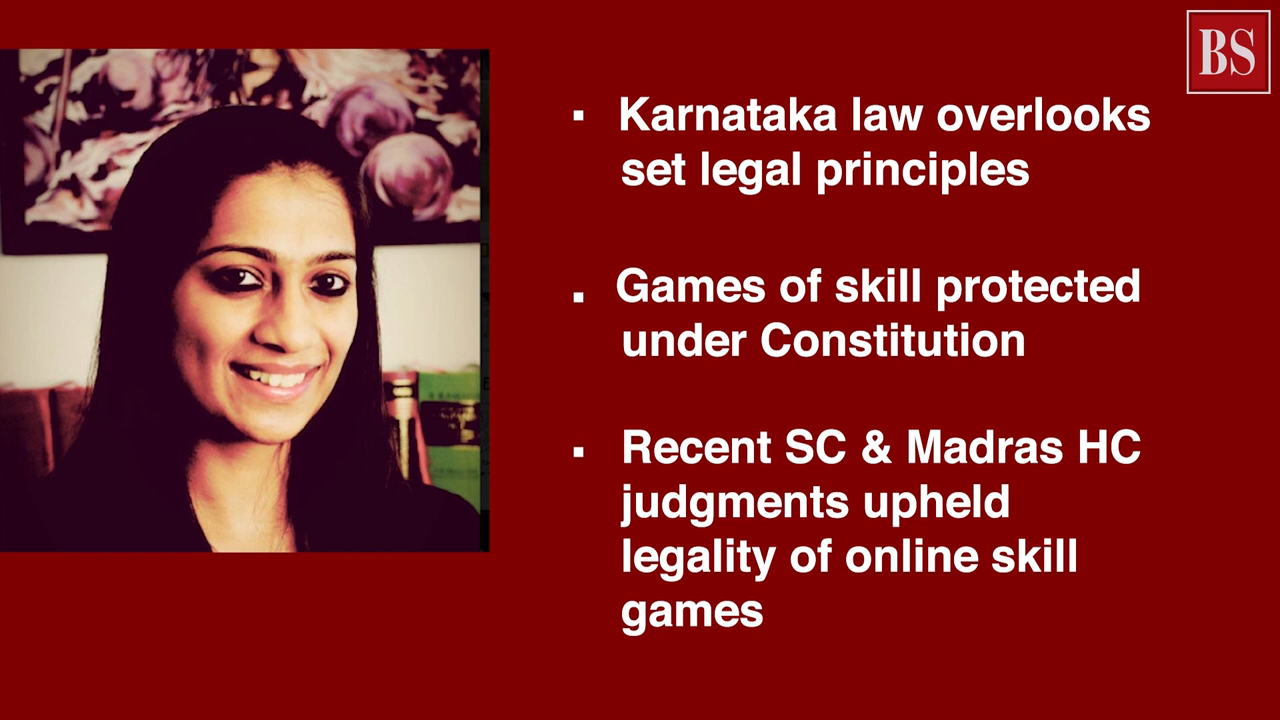 BS
Karnataka law overlooks
set legal principles
Games of skill protected
under Constitution
Recent SC & Madras HC
judgments upheld
legality of online skill
games